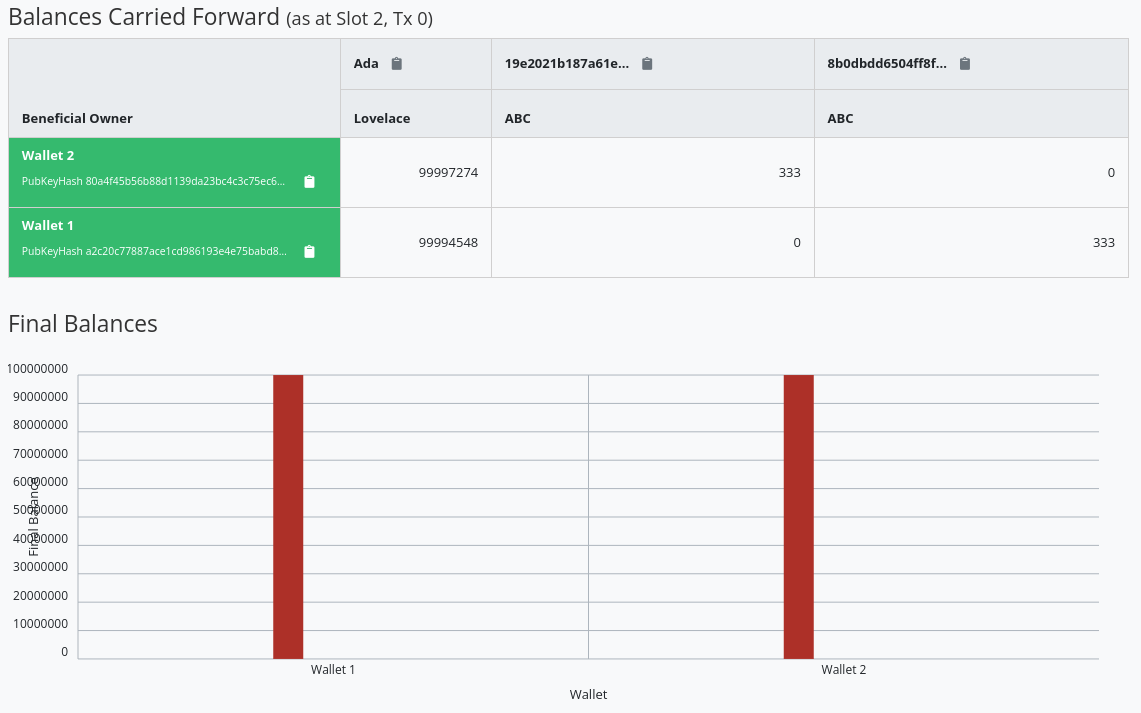 Balances Carried Forward (as at Slot 2, Tx 0)
Ada 19e2021b187a61e... 8b0dbdd6504ff8f...
Beneficial Owner Lovelace ABC ABC
Wallet 2
PubKeyHash 80a4f45b56b88d1139da23bc4c3c75ec6... 99997274 333 0
Wallet 1
PubKeyHash a2c20c77887ace1cd986193e4e75babd8... 99994548 0 333
Final Balances
100000000
90000000
80000000
70000000
60000000
50000000
40000000
30000000
20000000
10000000
0
Final Balance
Wallet 1 Wallet 2
Wallet